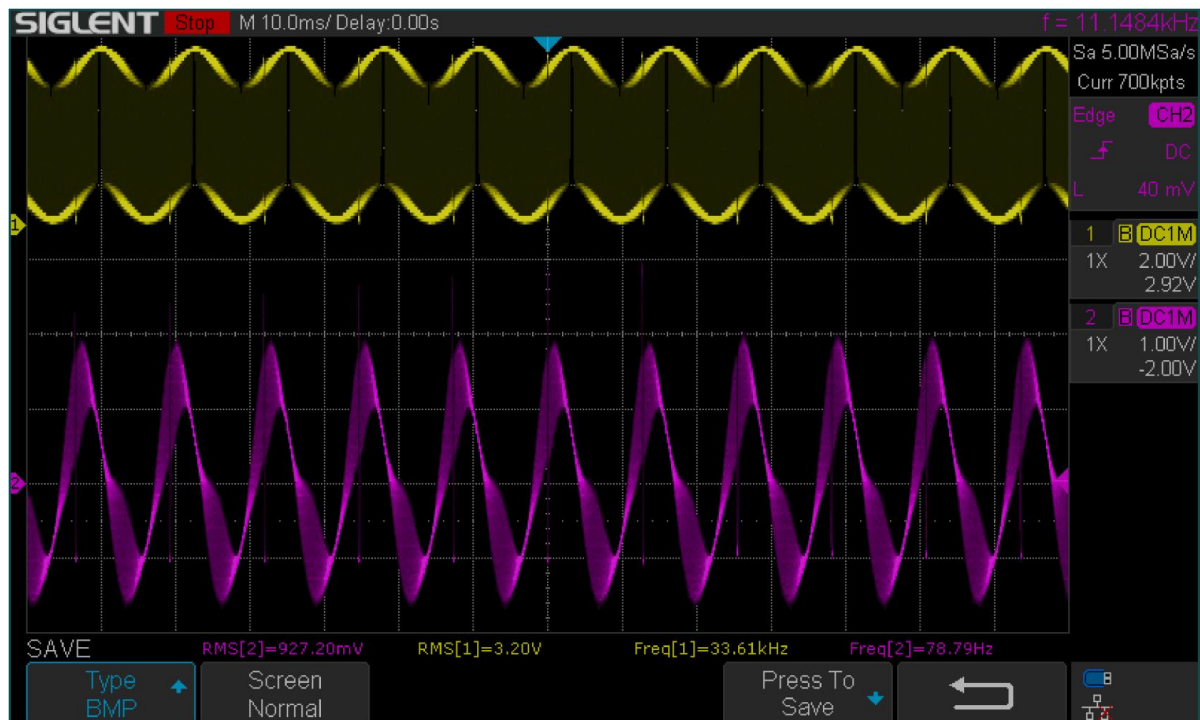 SIGLENT Stop M 10.0ms/ Delay:0.00s f = 11.1484kHz
Sa 5.00MSa/s
Curr 700kpts
Edge CH2
DC
L 40 mV
1 B DC1M
1X 2.00V/
2.92V
2 B DC1M
1X 1.00V/
-2.00V
1
2
SAVE RMS[2]=927.20mV RMS[1]=3.20V Freq[1]=33.61kHz Freq[2]=78.79Hz
Type
BMP
Screen
Normal
Press To
Save